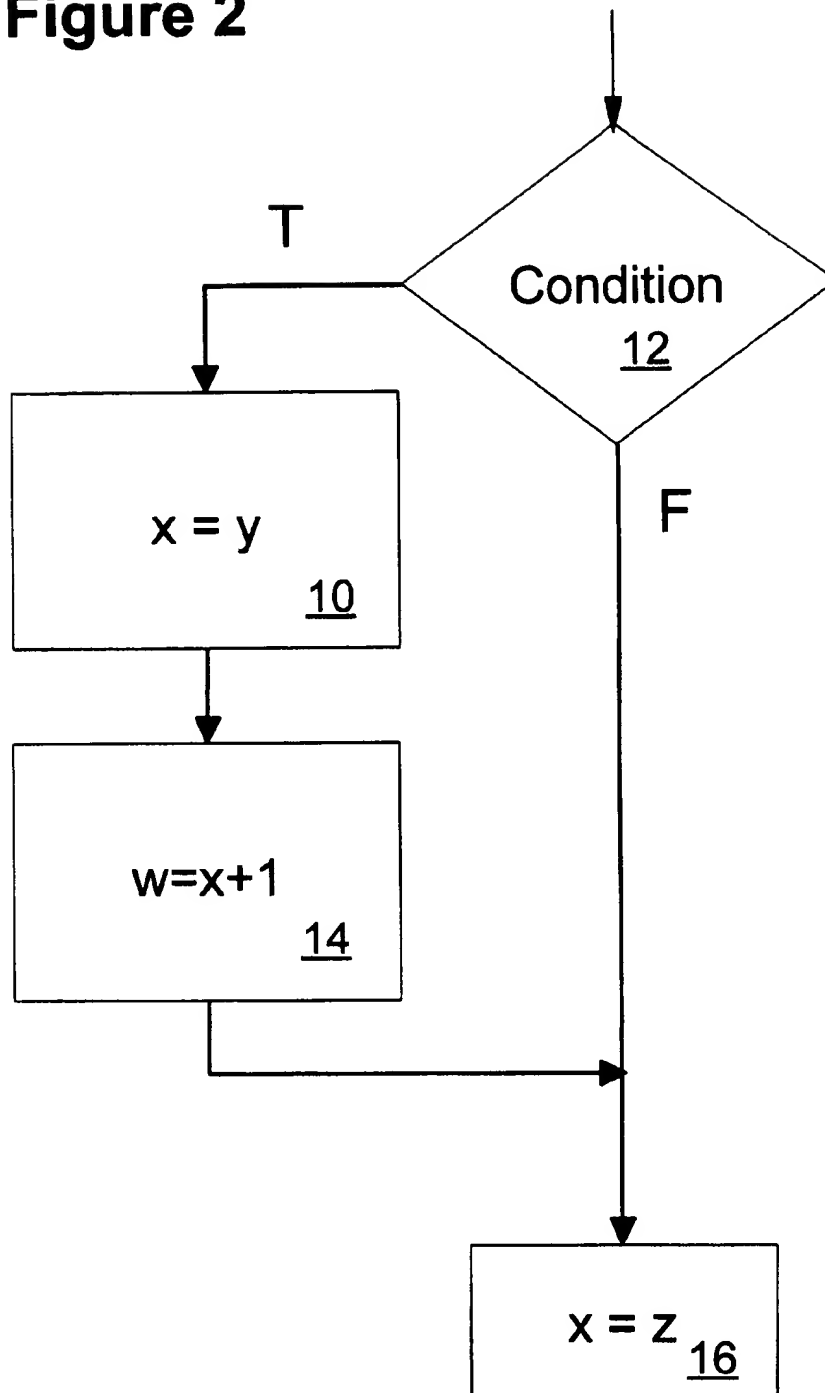 Figure 2
T
Condition
12
x = y
10
F
w=x+1
14
x = z
16